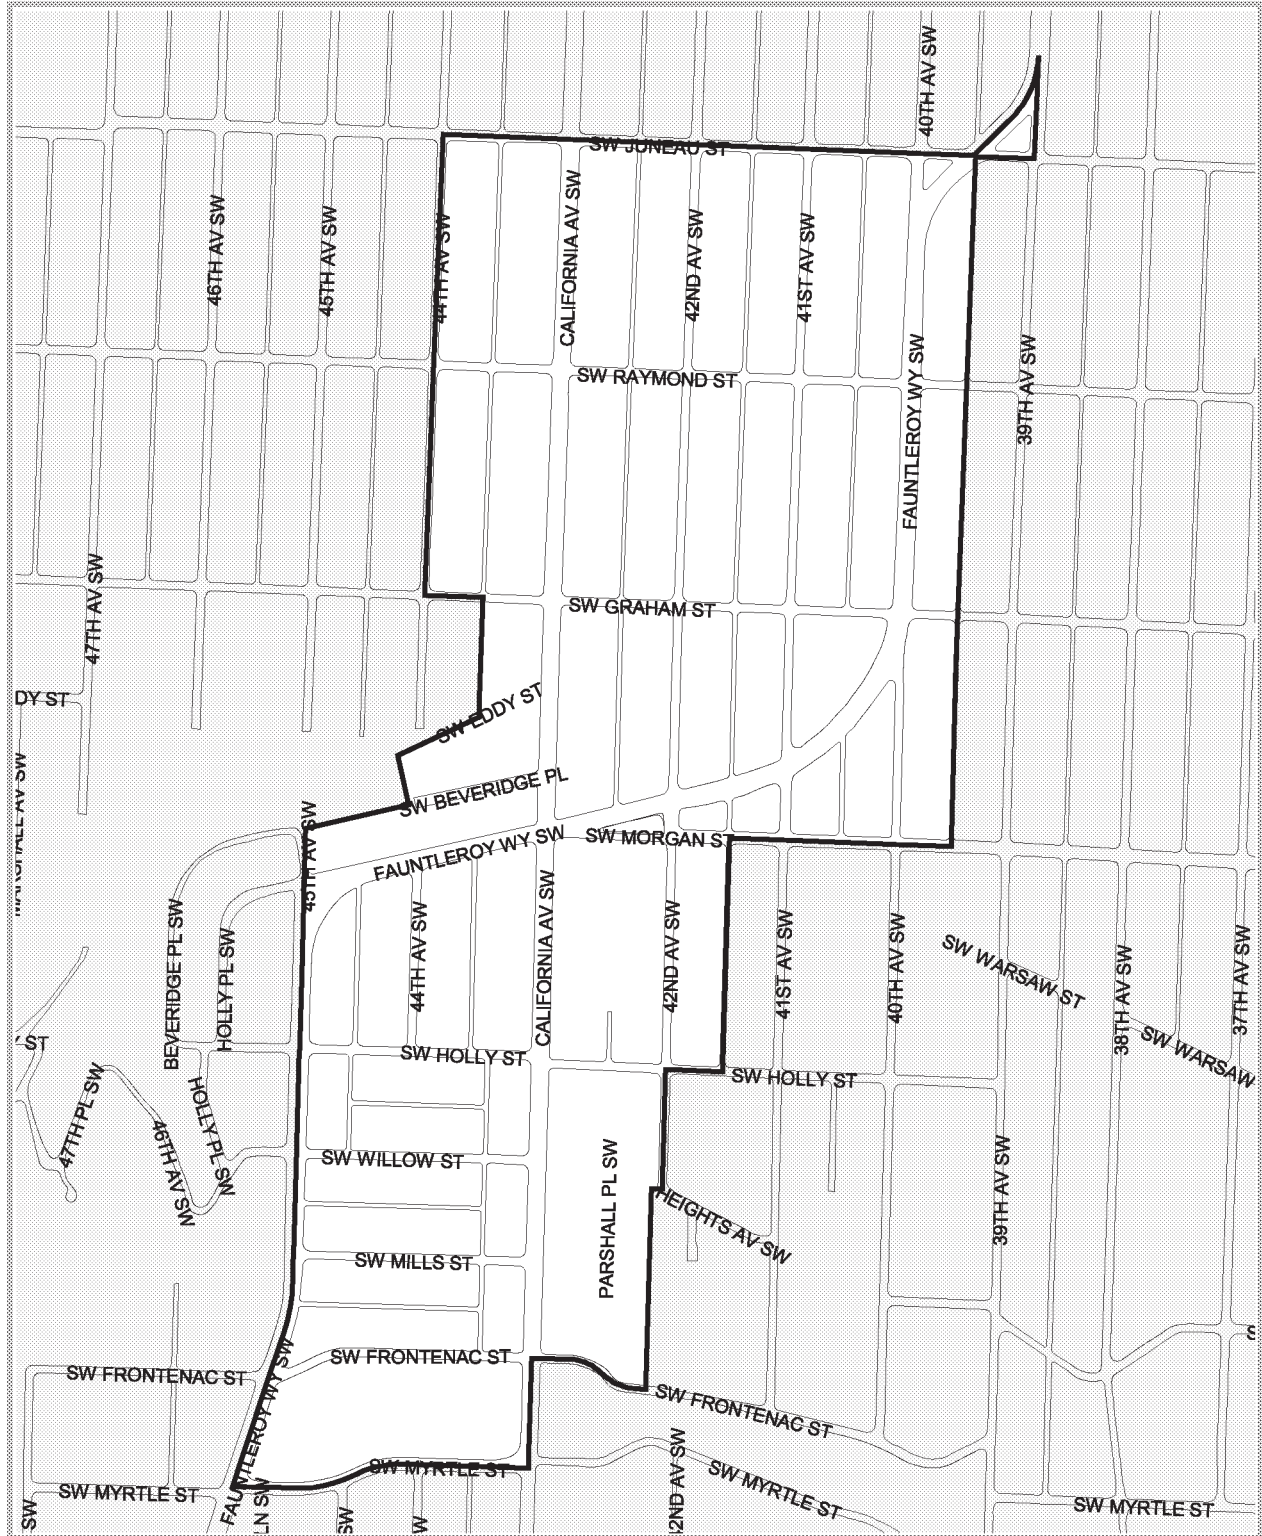 40TH AV SW
SW JUNEAU ST
46TH AV SW
45TH AV SW
44TH AV SW
CALIFORNIA AV SW
42ND AV SW
41ST AV SW
FAUNTLEROY WY SW
39TH AV SW
SW RAYMOND ST
47TH AV SW
SW GRAHAM ST
DY ST
SW EDDY ST
SW BEVERIDGE PL
45TH AV SW
SW MORGAN ST
FAUNTLEROY WY SW
BEVERIDGE PL SW
HOLLY PL SW
44TH AV SW
CALIFORNIA AV SW
42ND AV SW
41ST AV SW
40TH AV SW
SW WARSAW ST
38TH AV SW
37TH AV SW
SW WARSAW
Y ST
SW HOLLY ST
SW HOLLY ST
47TH PL SW
46TH AV SW
HOLLY PL SW
SW WILLOW ST
PARSHALL PL SW
HEIGHTS AV SW
39TH AV SW
SW MILLS ST
SW FRONTENAC ST
SW FRONTENAC ST
FAUNTLEROY WY SW
SW FRONTENAC ST
SW MYRTLE ST
SW MYRTLE ST
SW
LN SW
SW
W
42ND AV SW
SW MYRTLE ST
SW MYRTLE ST
S